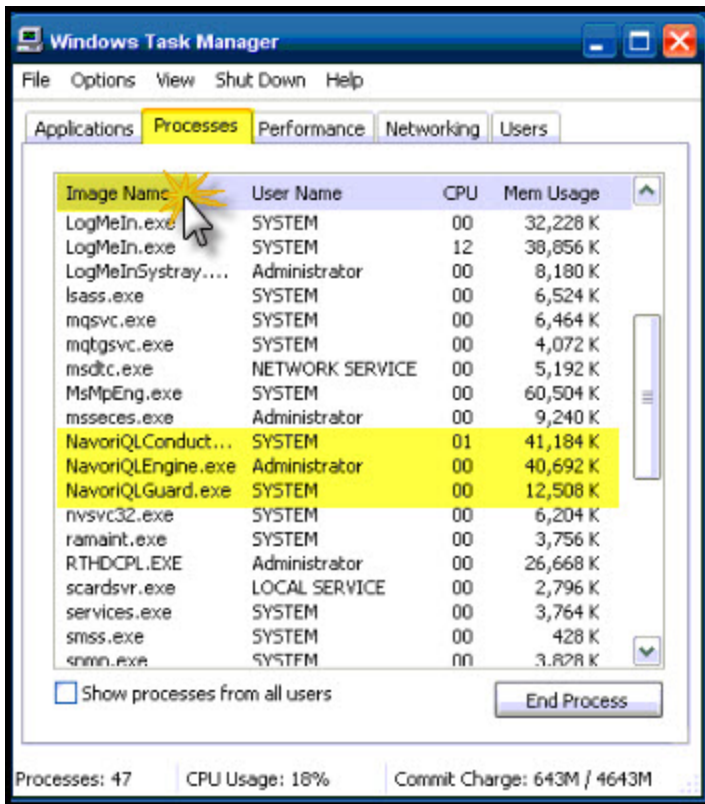 Windows Task Manager
File Options View Shut Down Help
Applications Processes Performance Networking Users
Image Name User Name CPU Mem Usage
LogMeIn.exe SYSTEM 00 32,228 K
LogMeIn.exe SYSTEM 12 38,856 K
LogMeInSystray.... Administrator 00 8,180 K
lsass.exe SYSTEM 00 6,524 K
mqsvc.exe SYSTEM 00 6,464 K
mqtgsvc.exe SYSTEM 00 4,072 K
msdtc.exe NETWORK SERVICE 00 5,192 K
MsMpEng.exe SYSTEM 00 60,504 K
msseces.exe Administrator 00 9,240 K
NavoriQLConduct... SYSTEM 01 41,184 K
NavoriQLEngine.exe Administrator 00 40,692 K
NavoriQLGuard.exe SYSTEM 00 12,508 K
nvsvc32.exe SYSTEM 00 6,204 K
ramaint.exe SYSTEM 00 3,756 K
RTHDCPL.EXE Administrator 00 26,668 K
scardsvr.exe LOCAL SERVICE 00 2,796 K
services.exe SYSTEM 00 3,764 K
smss.exe SYSTEM 00 428 K
snmp.exe SYSTEM 00 3,828 K
Show processes from all users
End Process
Processes: 47 CPU Usage: 18% Commit Charge: 643M / 4643M